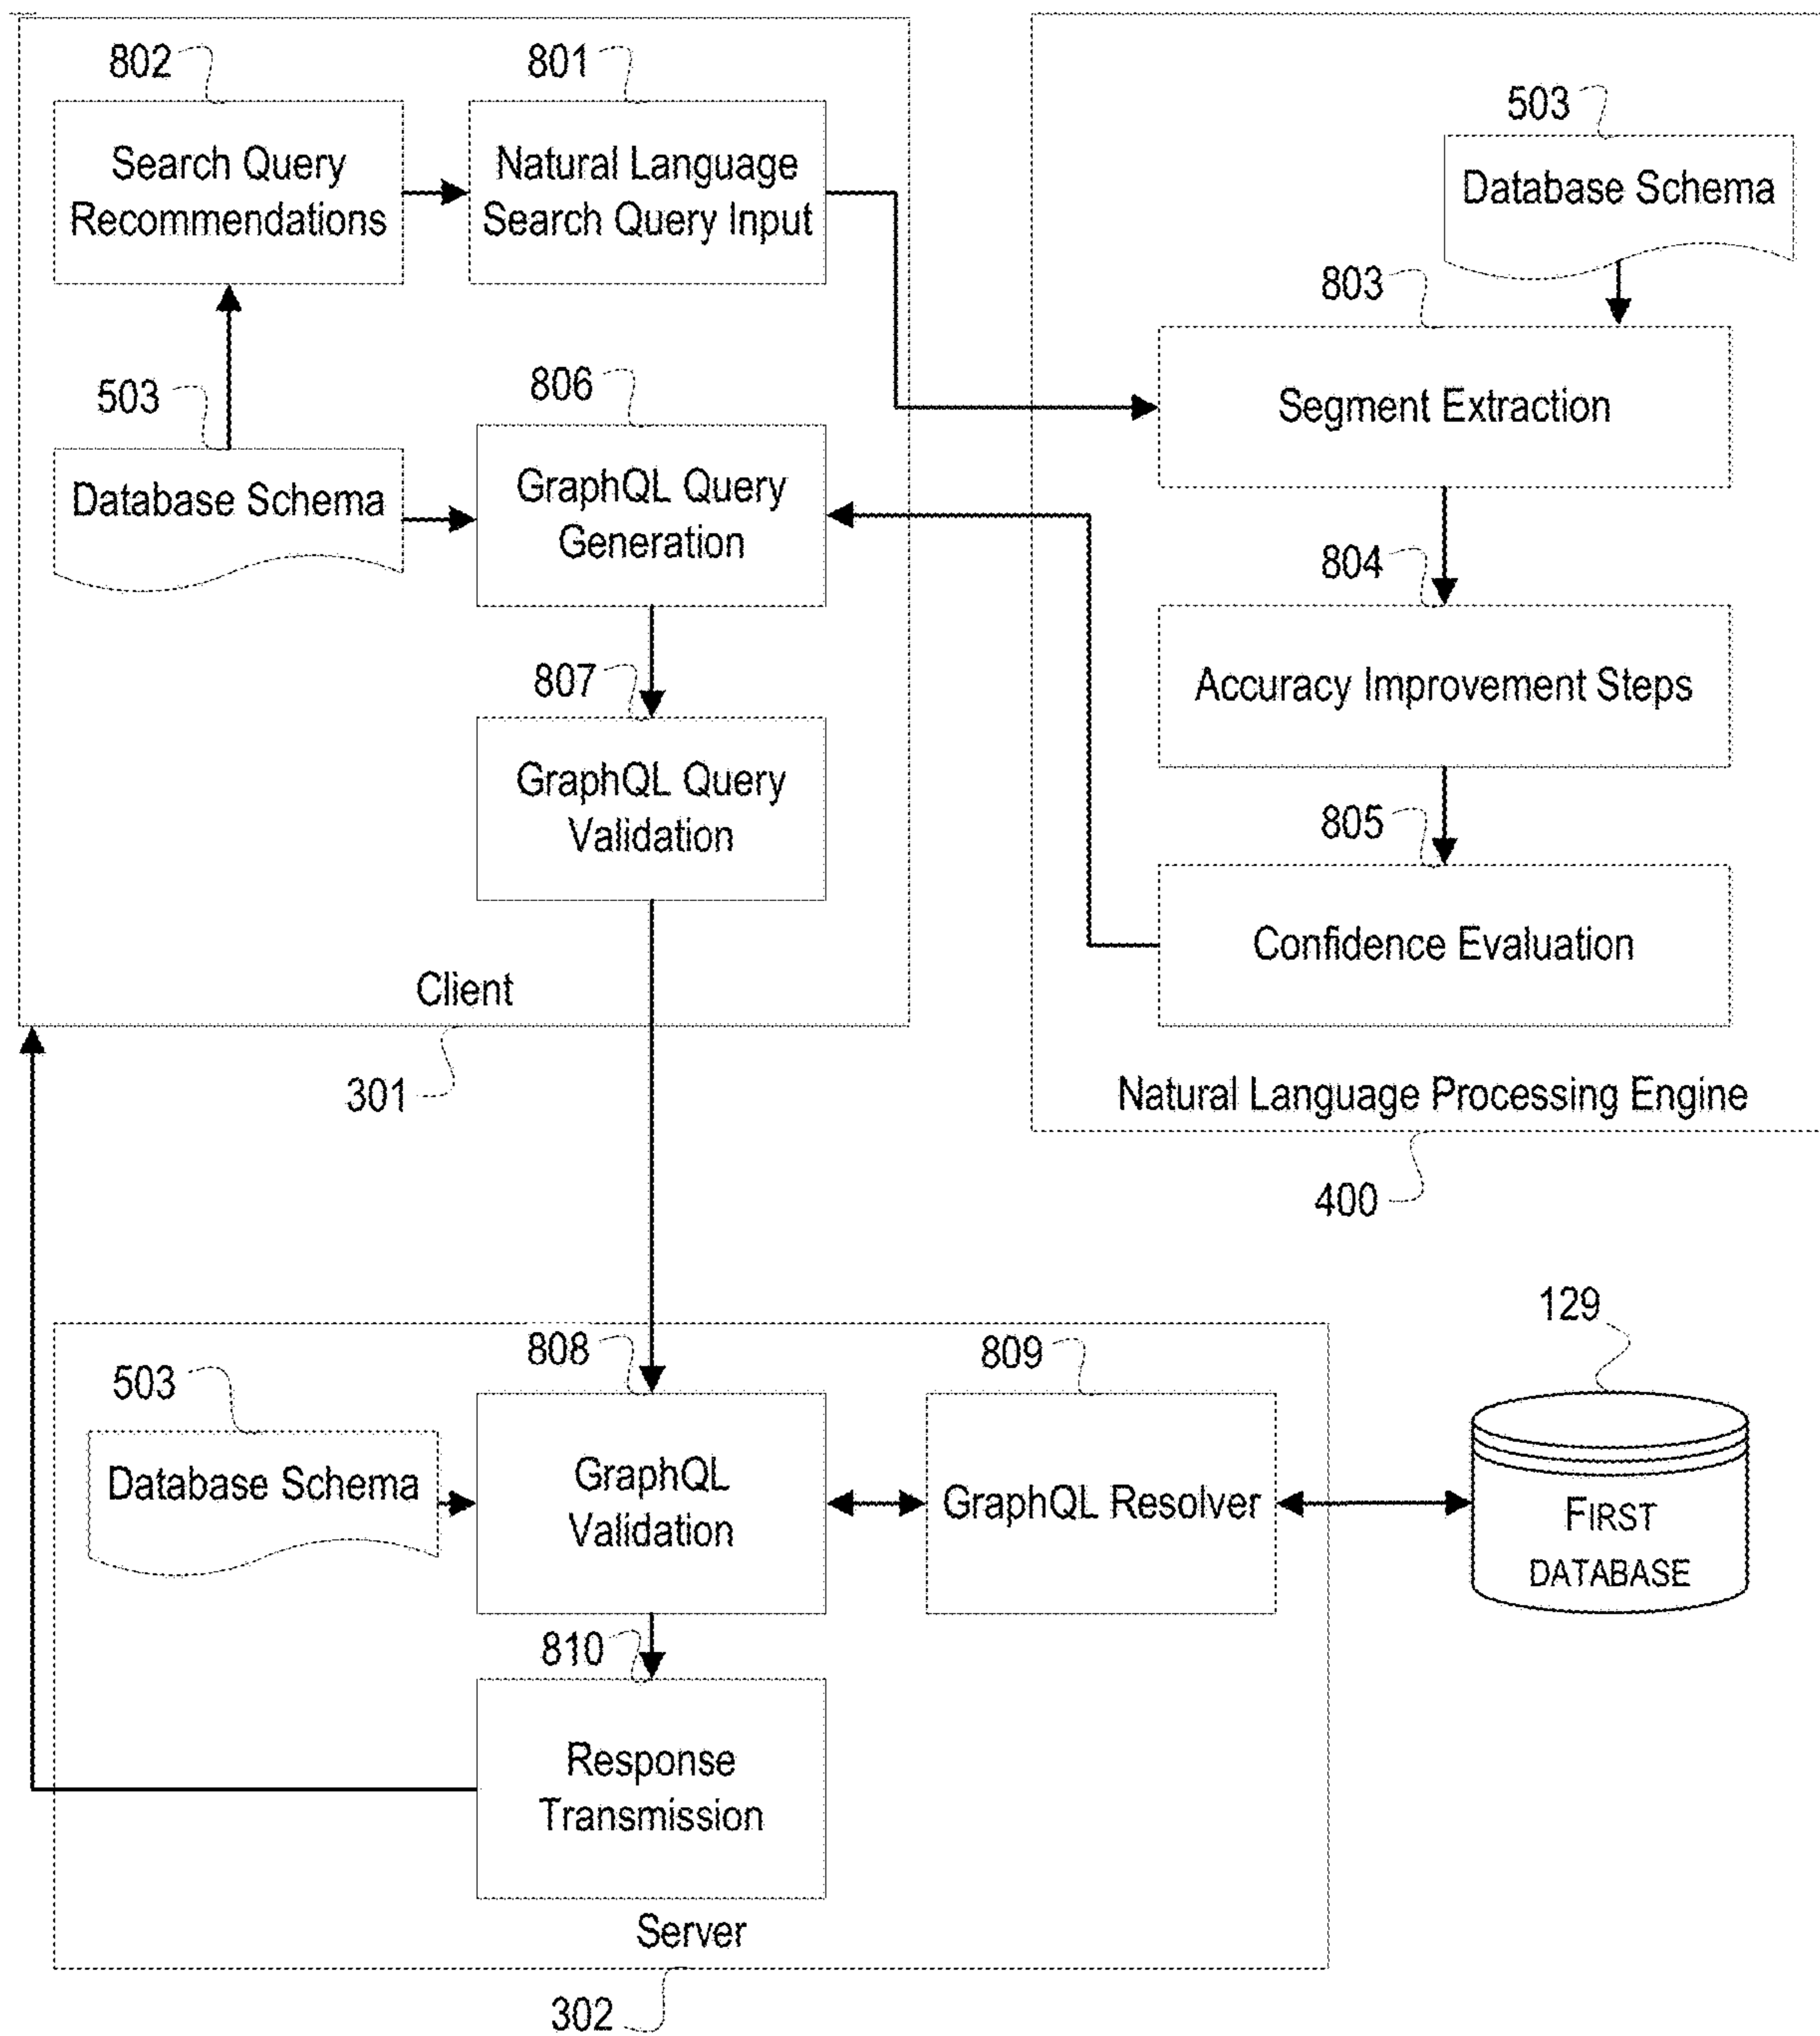 802
Search Query
Recommendations
801
Natural Language
Search Query Input
503
Database Schema
806
GraphQL Query
Generation
807
GraphQL Query
Validation
Client
301
503
Database Schema
803
Segment Extraction
804
Accuracy Improvement Steps
805
Confidence Evaluation
Natural Language Processing Engine
400
503
Database Schema
808
GraphQL
Validation
809
GraphQL Resolver
129
FIRST
DATABASE
810
Response
Transmission
Server
302